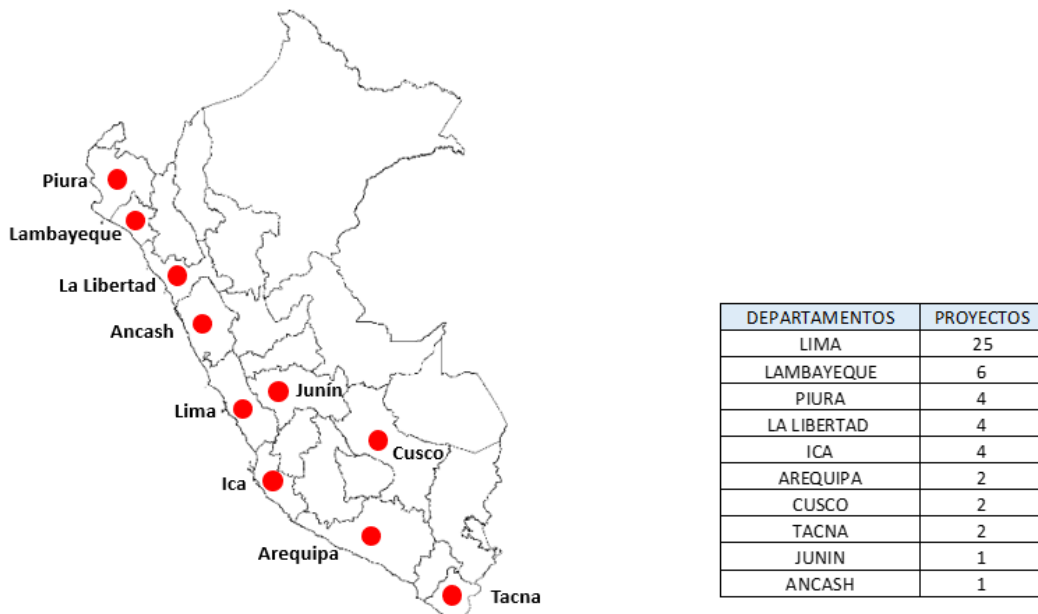 Piura
Lambayeque
La Libertad
Ancash
Junín
Lima
Cusco
Ica
Arequipa
Tacna
DEPARTAMENTOS PROYECTOS
LIMA 25
LAMBAYEQUE 6
PIURA 4
LA LIBERTAD 4
ICA 4
AREQUIPA 2
CUSCO 2
TACNA 2
JUNIN 1
ANCASH 1